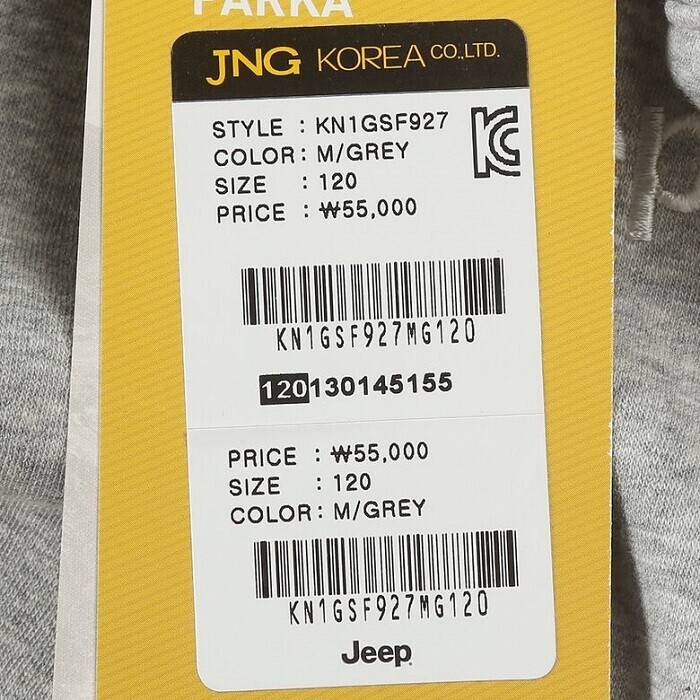 PARKA
JNG KOREA CO.,LTD.
STYLE : KN1GSF927
COLOR : M/GREY
SIZE : 120
PRICE : ₩55,000
KN1GSF927MG120
120130145155
PRICE : ₩55,000
SIZE : 120
COLOR : M/GREY
KN1GSF927MG120
Jeep